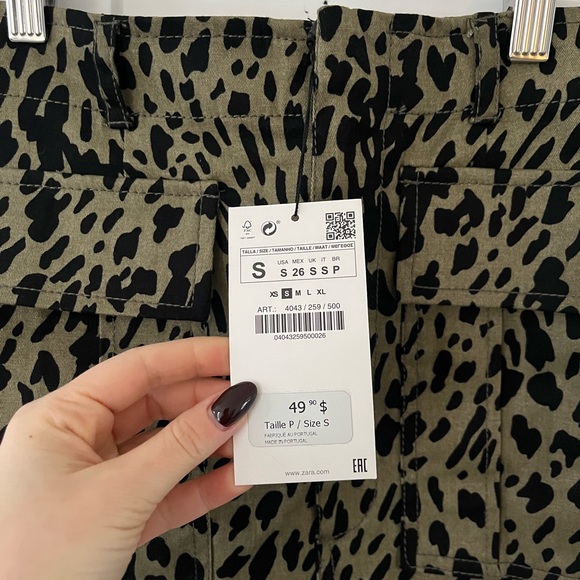 TALLA / SIZE / TAMANHO / TAILLE / MAAT / ΜΕΓΕΘΟΣ
S
USA MEX UK IT BR
S 26 S S P
XS S M L XL
ART.: 4043 / 259 / 500
04043259500026
49 90 $
Taille P / Size S
FABRIQUÉ AU PORTUGAL
MADE IN PORTUGAL
www.zara.com
EAC